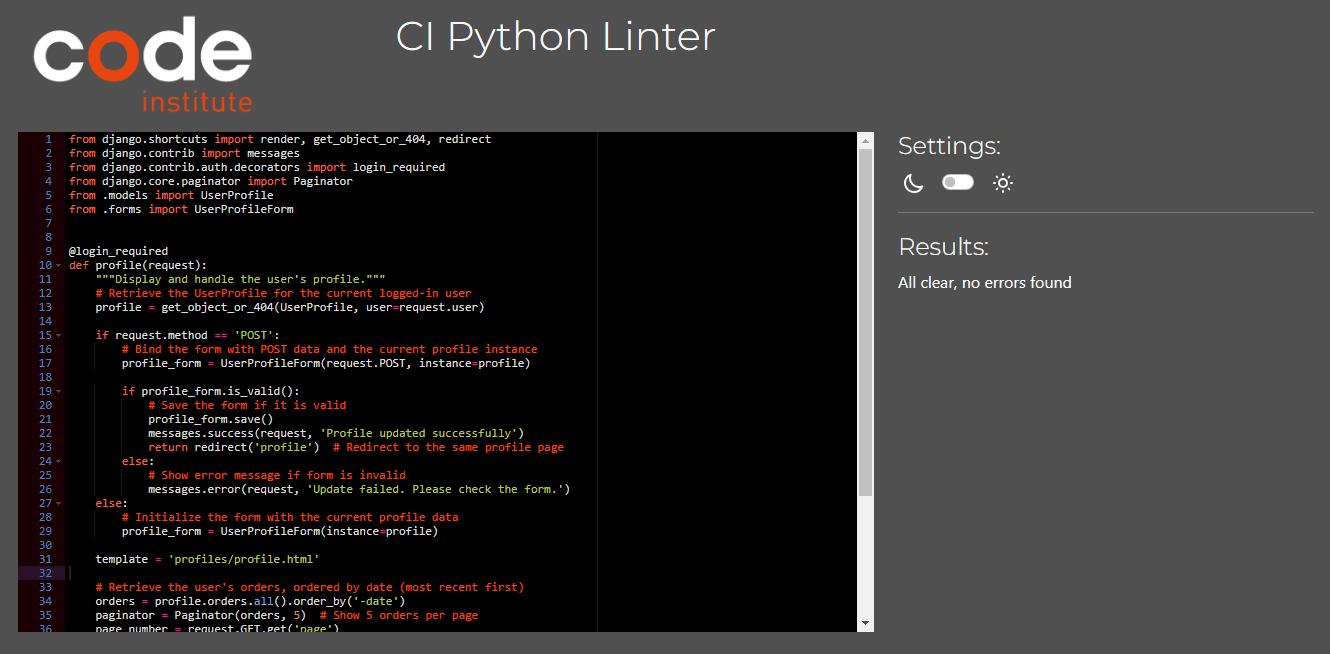 code
institute
CI Python Linter
1 from django.shortcuts import render, get_object_or_404, redirect
2 from django.contrib import messages
3 from django.contrib.auth.decorators import login_required
4 from django.core.paginator import Paginator
5 from .models import UserProfile
6 from .forms import UserProfileForm
7
8
9 @login_required
10 def profile(request):
11     """Display and handle the user's profile."""
12     # Retrieve the UserProfile for the current logged-in user
13     profile = get_object_or_404(UserProfile, user=request.user)
14
15     if request.method == 'POST':
16         # Bind the form with POST data and the current profile instance
17         profile_form = UserProfileForm(request.POST, instance=profile)
18
19         if profile_form.is_valid():
20             # Save the form if it is valid
21             profile_form.save()
22             messages.success(request, 'Profile updated successfully')
23             return redirect('profile')  # Redirect to the same profile page
24         else:
25             # Show error message if form is invalid
26             messages.error(request, 'Update failed. Please check the form.')
27     else:
28         # Initialize the form with the current profile data
29         profile_form = UserProfileForm(instance=profile)
30
31     template = 'profiles/profile.html'
32
33     # Retrieve the user's orders, ordered by date (most recent first)
34     orders = profile.orders.all().order_by('-date')
35     paginator = Paginator(orders, 5)  # Show 5 orders per page
36     page_number = request.GET.get('page')
Settings:
Results:
All clear, no errors found